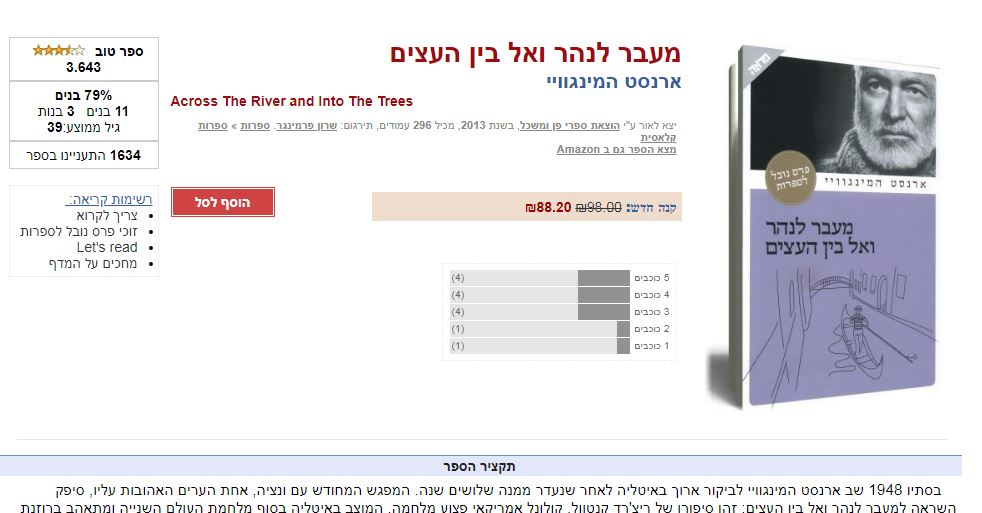 מעבר לנהר ואל בין העצים
ארנסט המינגוויי
Across The River and Into The Trees
יצא לאור ע"י הוצאת ספרי פן ומשכל, בשנת 2013, מכיל 296 עמודים, תירגום: שרון פרמינגר. ספרות » ספרות קלאסית
מצא הספר גם ב Amazon
קנה חדש: ₪98.00 ₪88.20
הוסף לסל
5 כוכבים (4)
4 כוכבים (4)
3 כוכבים (4)
2 כוכבים (1)
1 כוכבים (1)
ספר טוב
3.643
79% בנים
11 בנים 3 בנות
גיל ממוצע:39
1634 התעניינו בספר
רשימות קריאה:
צריך לקרוא
זוכי פרס נובל לספרות
Let's read
מחכים על המדף
פרוזה
פרס נובל
לספרות
ארנסט המינגוויי
מעבר לנהר
ואל בין העצים
תקציר הספר
בסתיו 1948 שב ארנסט המינגוויי לביקור ארוך באיטליה לאחר שנעדר ממנה שלושים שנה. המפגש המחודש עם ונציה, אחת הערים האהובות עליו, סיפק
השראה למעבר לנהר ואל בין העצים: זהו סיפורו של ריצ'רד קנטוול, קולונל אמריקאי פצוע מלחמה, המוצב באיטליה בסוף מלחמת העולם השנייה ומתאהב ברוזנת